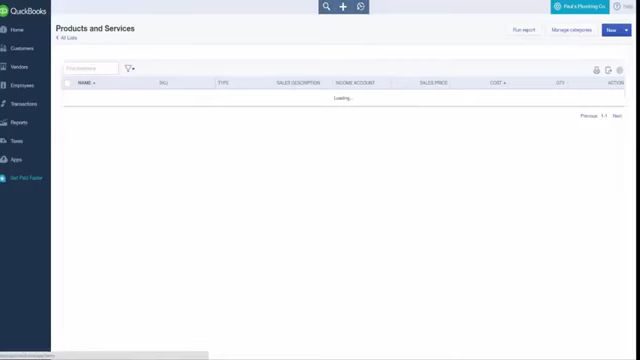 QuickBooks
Paul's Plumbing Co.
Help
Home
Customers
Vendors
Employees
Transactions
Reports
Taxes
Apps
Get Paid Faster
Products and Services
< All Lists
Run report
Manage categories
New
NAME
SKU
TYPE
SALES DESCRIPTION
INCOME ACCOUNT
SALES PRICE
COST
QTY
ACTION
Loading...
Previous 1-1 Next